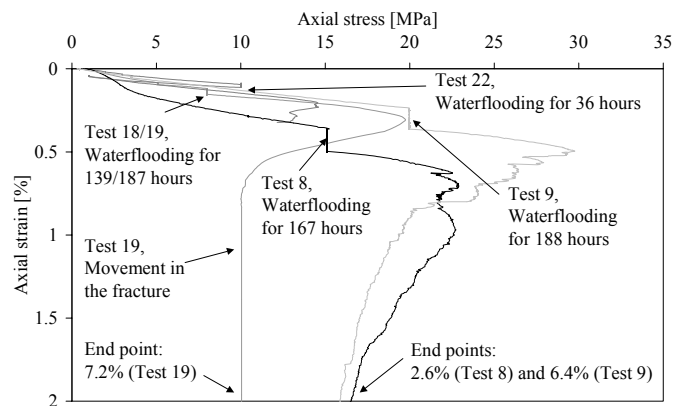 Axial stress [MPa]
0 5 10 15 20 25 30 35
0
0.5
1
1.5
2
Axial strain [%]
Test 22,
Waterflooding for 36 hours
Test 18/19,
Waterflooding for
139/187 hours
Test 8,
Waterflooding
for 167 hours
Test 9,
Waterflooding
for 188 hours
Test 19,
Movement in
the fracture
End point:
7.2% (Test 19)
End points:
2.6% (Test 8) and 6.4% (Test 9)